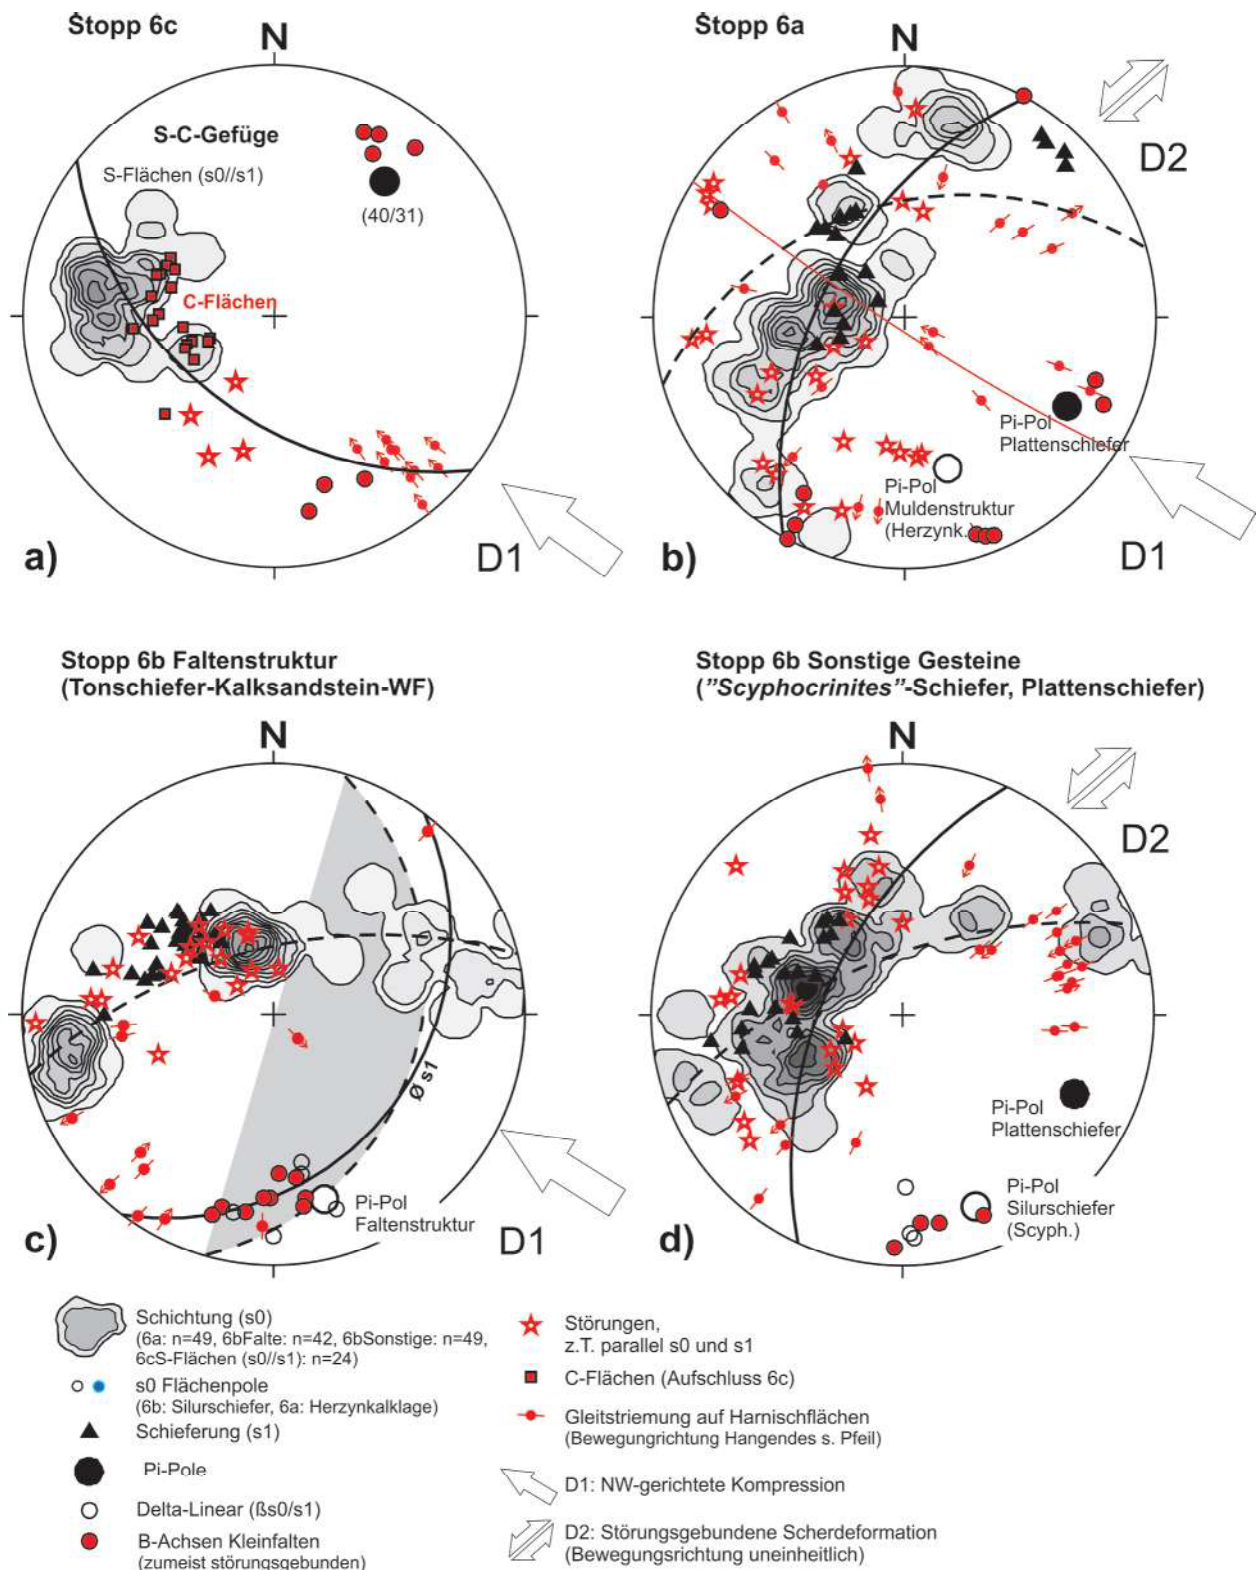 Stopp 6c
N
S-C-Gefüge
S-Flächen (s0//s1)
(40/31)
C-Flächen
a)
D1
Stopp 6a
N
D2
Pi-Pol
Plattenschiefer
Pi-Pol
Muldenstruktur
(Herzynk.)
b)
D1
Stopp 6b Faltenstruktur
(Tonschiefer-Kalksandstein-WF)
N
Ø s1
Pi-Pol
Faltenstruktur
c)
D1
Stopp 6b Sonstige Gesteine
("Scyphocrinites"-Schiefer, Plattenschiefer)
N
D2
Pi-Pol
Plattenschiefer
Pi-Pol
Silurschiefer
(Scyph.)
d)
Schichtung (s0)
(6a: n=49, 6bFalte: n=42, 6bSonstige: n=49,
6cS-Flächen (s0//s1): n=24)
s0 Flächenpole
(6b: Silurschiefer, 6a: Herzynkalklage)
Schieferung (s1)
Pi-Pole
Delta-Linear (ßs0/s1)
B-Achsen Kleinfalten
(zumeist störungsgebunden)
Störungen,
z.T. parallel s0 und s1
C-Flächen (Aufschluss 6c)
Gleitstriemung auf Harnischflächen
(Bewegungrichtung Hangendes s. Pfeil)
D1: NW-gerichtete Kompression
D2: Störungsgebundene Scherdeformation
(Bewegungsrichtung uneinheitlich)